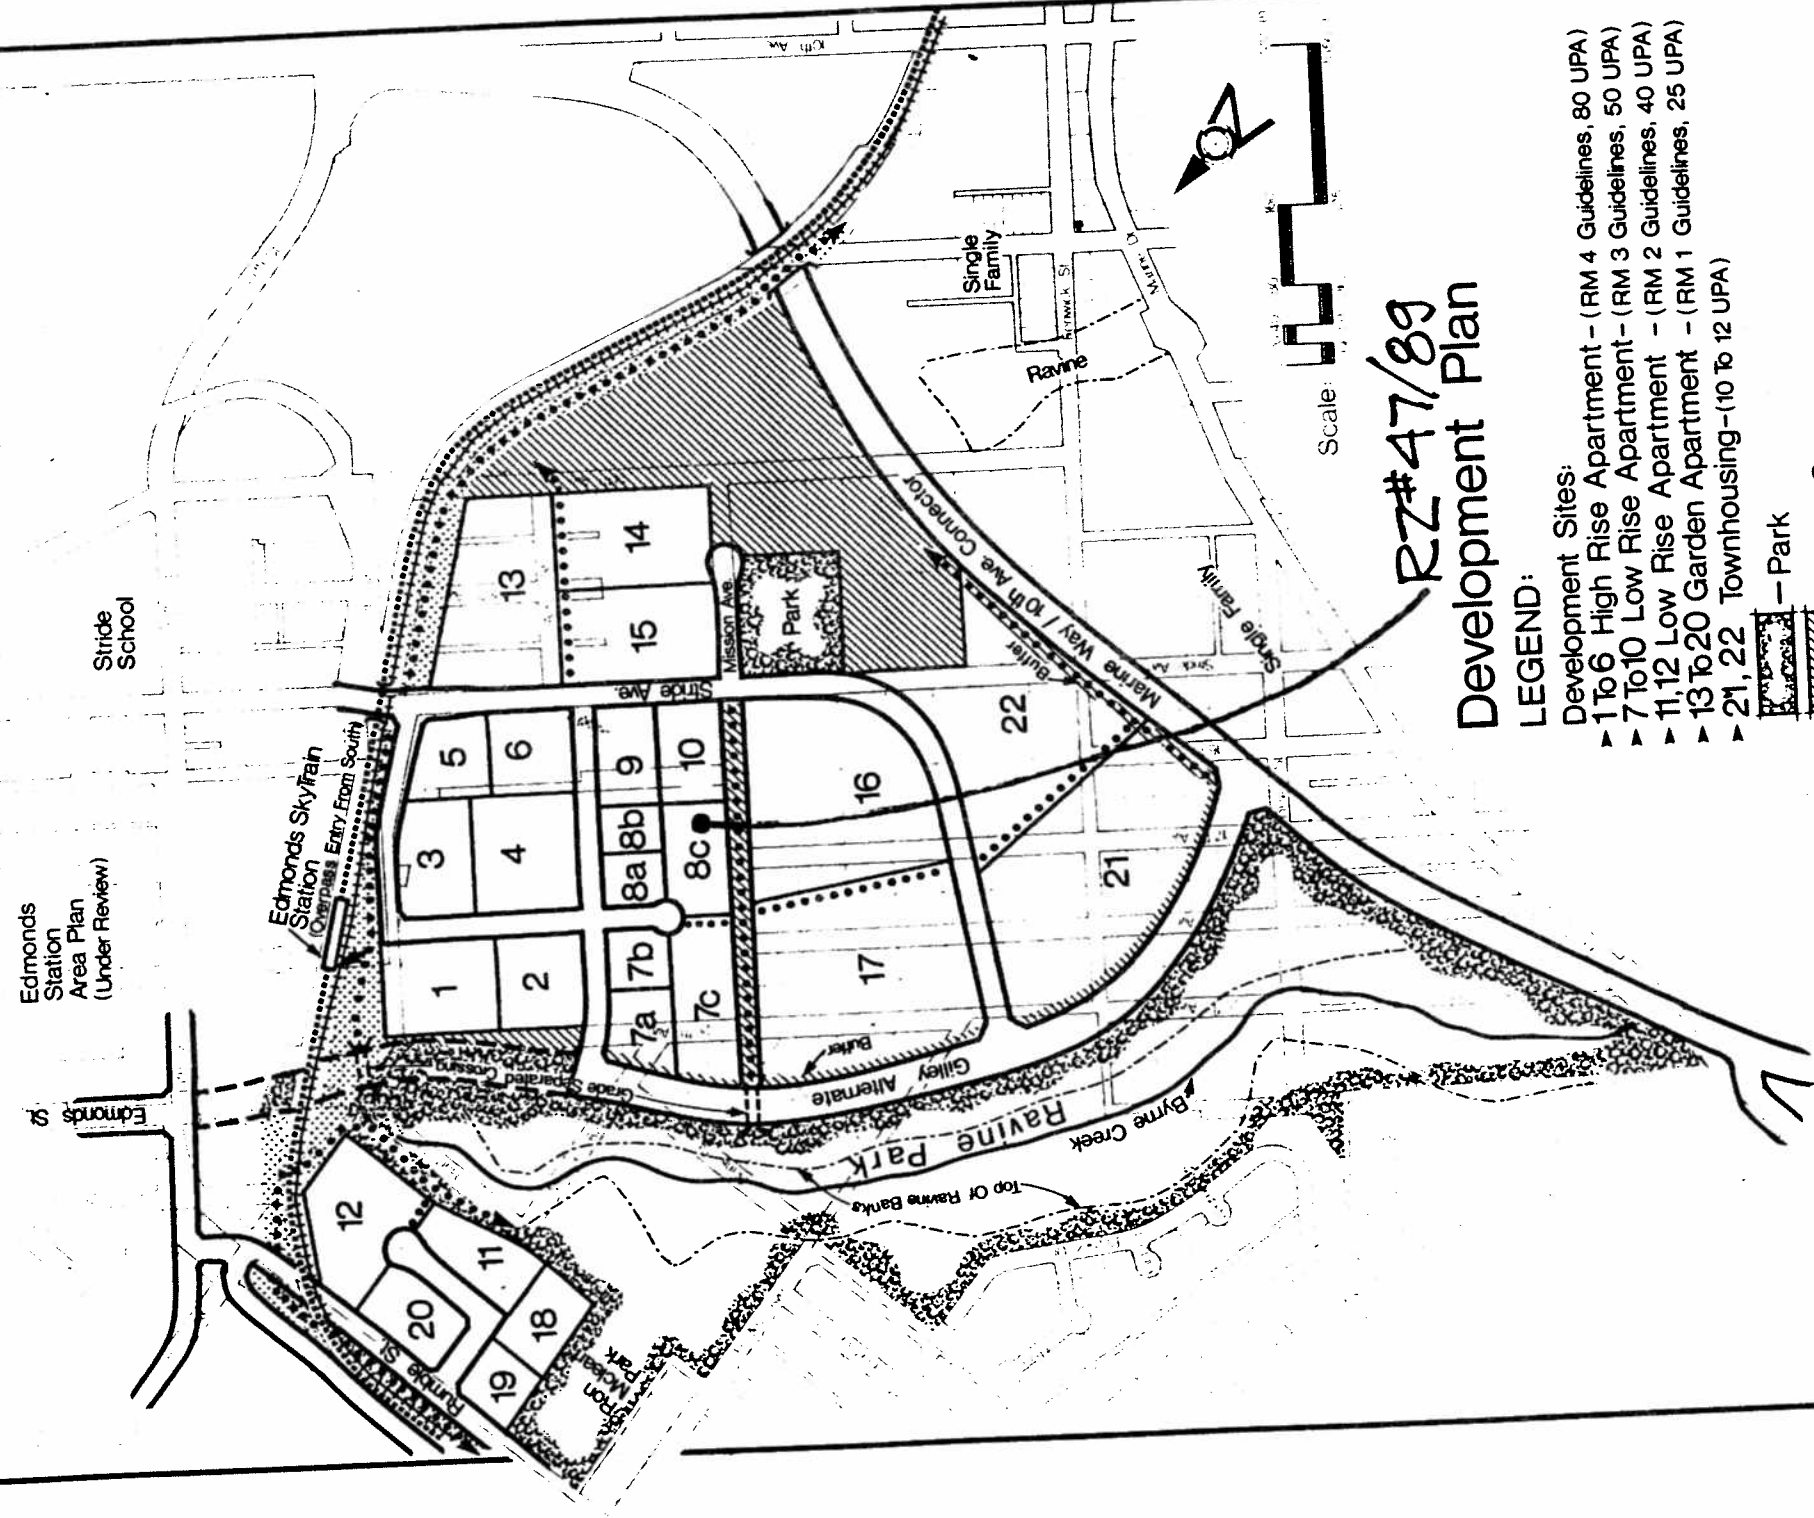 Edmonds
Station
Area Plan
(Under Review)
Stride
School
Edmonds SkyTrain
Station
(Overpass Entry From South)
Edmonds St
10th Av.
Single
Family
Ravine
1
2
3
4
5
6
7a
7b
7c
8a
8b
8c
9
10
11
12
13
14
15
16
17
18
19
20
21
22
Stride Ave.
Mission Ave.
Park
Marine Way / 10th Ave. Connector
Buffer
Single Family
Grade Separated Crossing
Gilley
Alternate
Buffer
Ravine Park
Byrne Creek
Top Of Ravine Banks
Rumble St
Ron
Mclean
Park
Scale:
RZ#47/89
Development Plan
LEGEND:
Development Sites:
1 To 6 High Rise Apartment - (RM 4 Guidelines, 80 UPA)
7 To 10 Low Rise Apartment - (RM 3 Guidelines, 50 UPA)
11, 12 Low Rise Apartment - (RM 2 Guidelines, 40 UPA)
13 To 20 Garden Apartment - (RM 1 Guidelines, 25 UPA)
21, 22 Townhousing - (10 To 12 UPA)
- Park